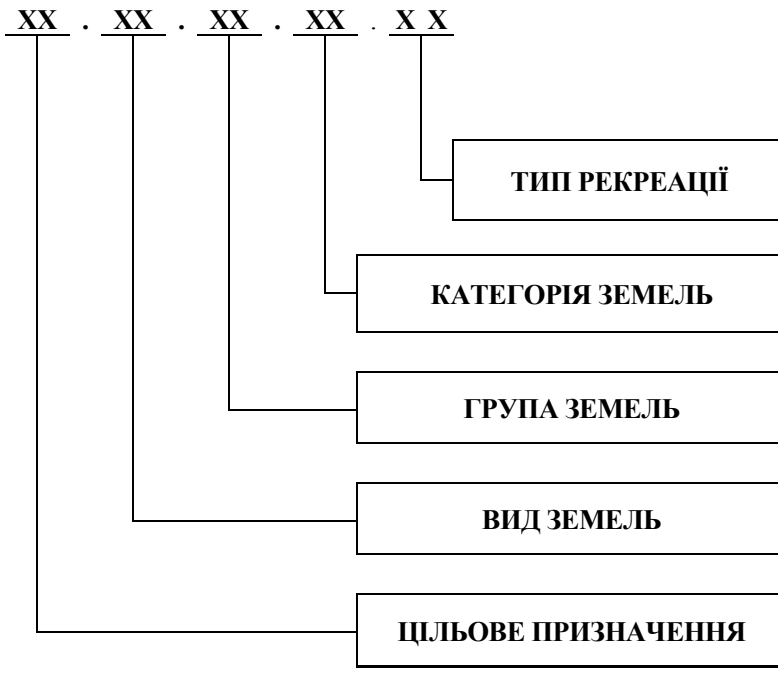 XX . XX . XX . XX . X X
ТИП РЕКРЕАЦІЇ
КАТЕГОРІЯ ЗЕМЕЛЬ
ГРУПА ЗЕМЕЛЬ
ВИД ЗЕМЕЛЬ
ЦІЛЬОВЕ ПРИЗНАЧЕННЯ